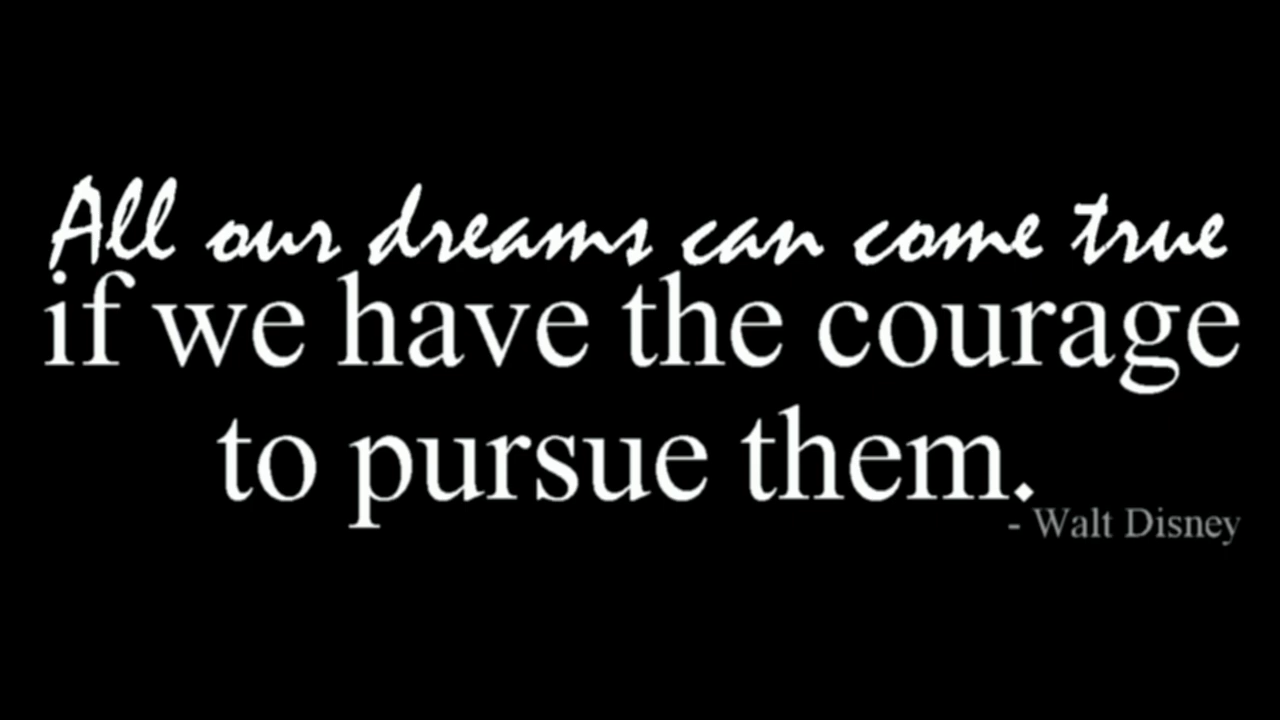 All our dreams can come true
if we have the courage
to pursue them.
- Walt Disney